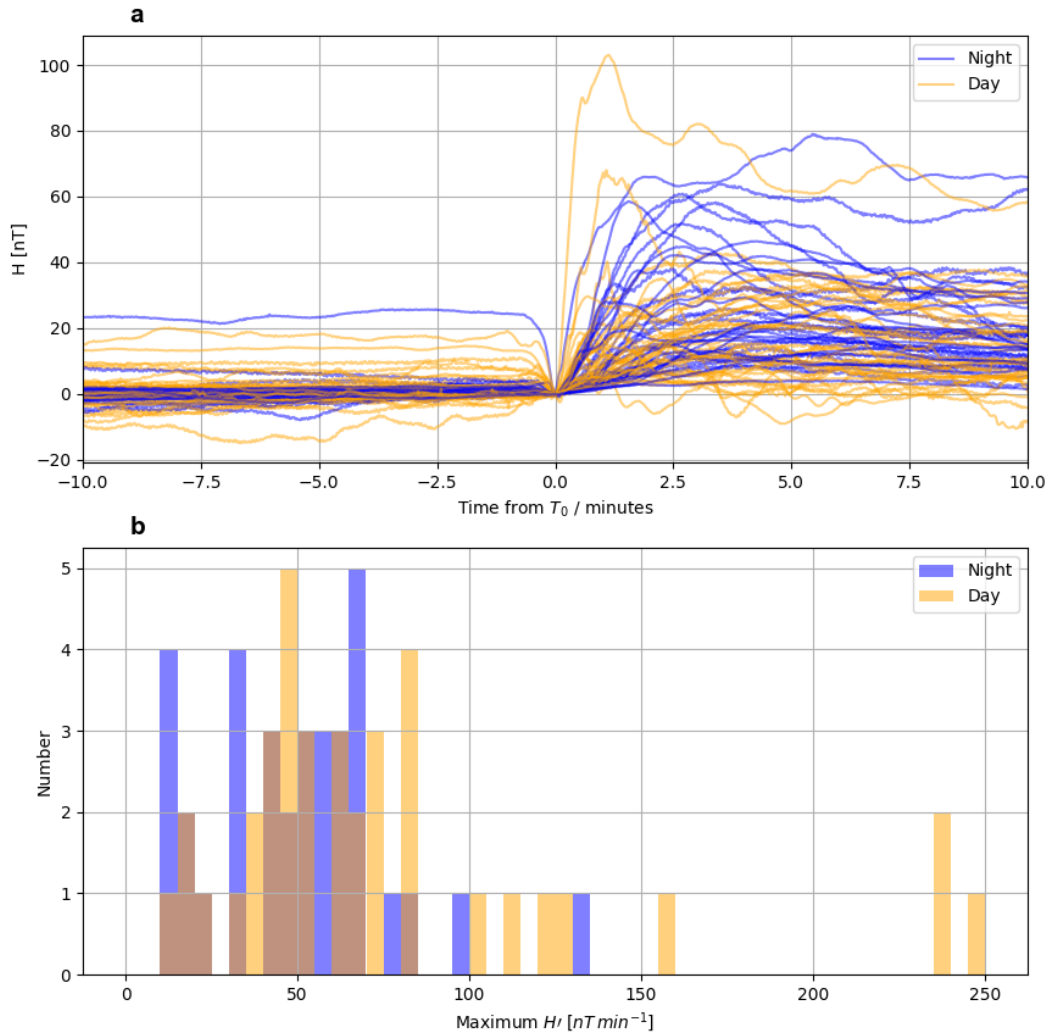 a
100
80
60
40
20
0
−20
H [nT]
Night
Day
−10.0 −7.5 −5.0 −2.5 0.0 2.5 5.0 7.5 10.0
Time from T₀ / minutes
b
5
4
3
2
1
0
Number
Night
Day
0 50 100 150 200 250
Maximum H′ [nT min⁻¹]